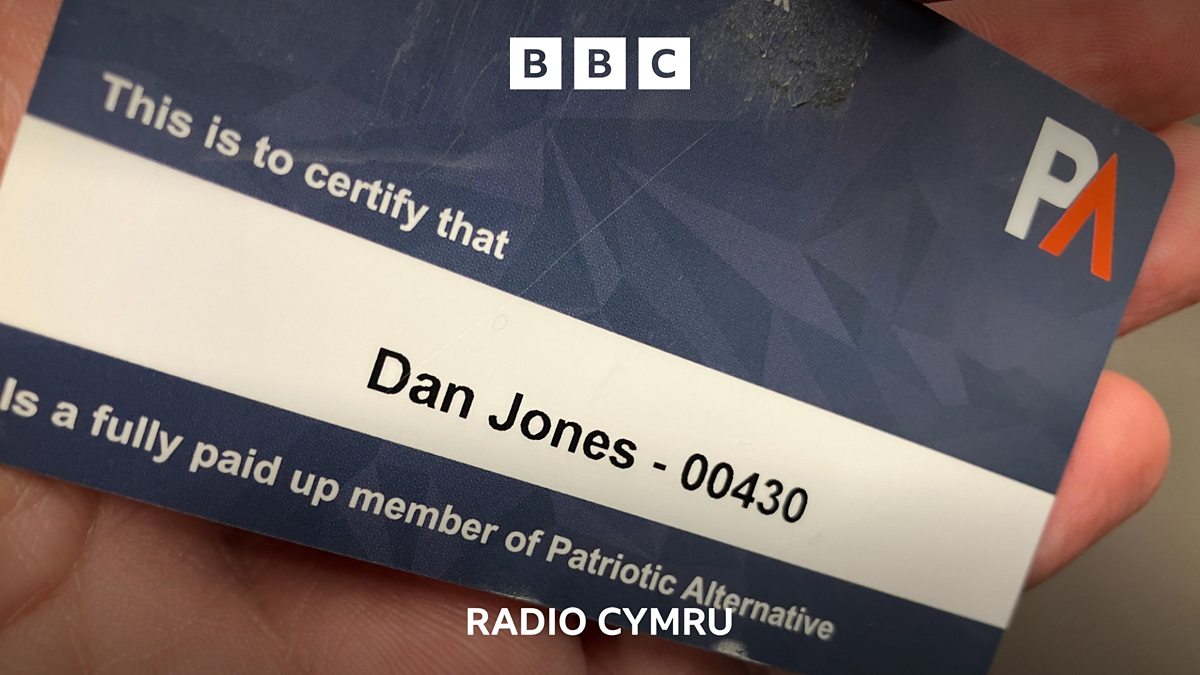 BBC
This is to certify that
PA
Dan Jones - 00430
Is a fully paid up member of Patriotic Alternative
RADIO CYMRU